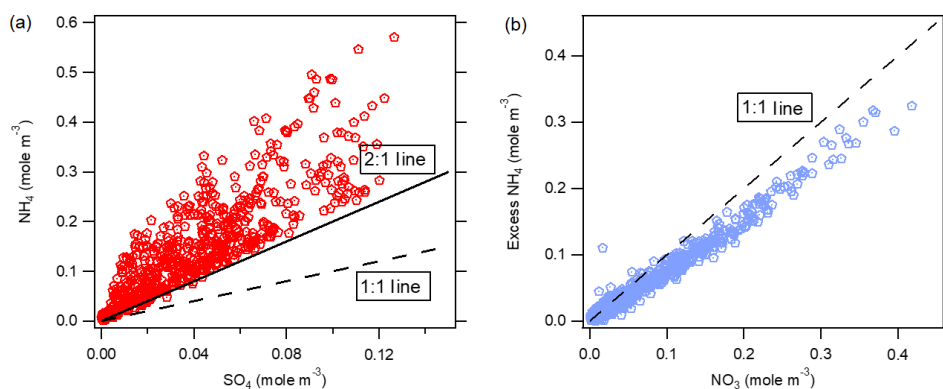 (a)
0.6
0.5
0.4
0.3
0.2
0.1
0.0
NH₄ (mole m⁻³)
2:1 line
1:1 line
0.00
0.04
0.08
0.12
SO₄ (mole m⁻³)
(b)
0.4
0.3
0.2
0.1
0.0
Excess NH₄ (mole m⁻³)
1:1 line
0.0
0.1
0.2
0.3
0.4
NO₃ (mole m⁻³)